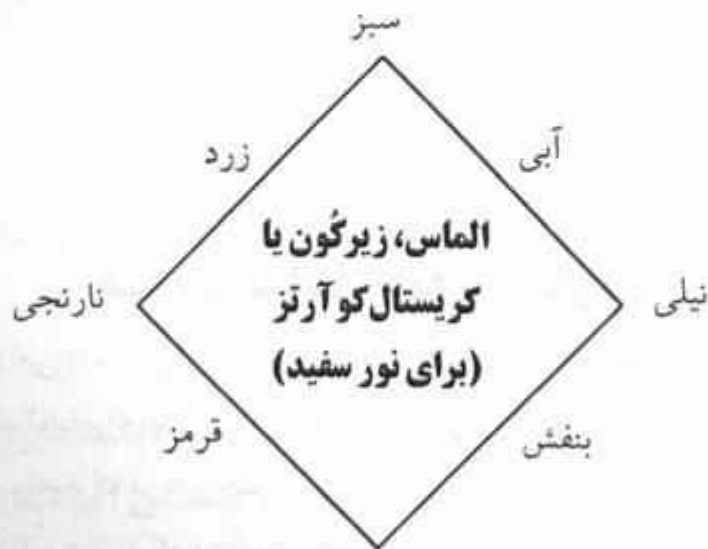 سبز
آبی
زرد
الماس، زیرکُون یا
کریستال کوآرتز
(برای نور سفید)
نیلی
نارنجی
بنفش
قرمز